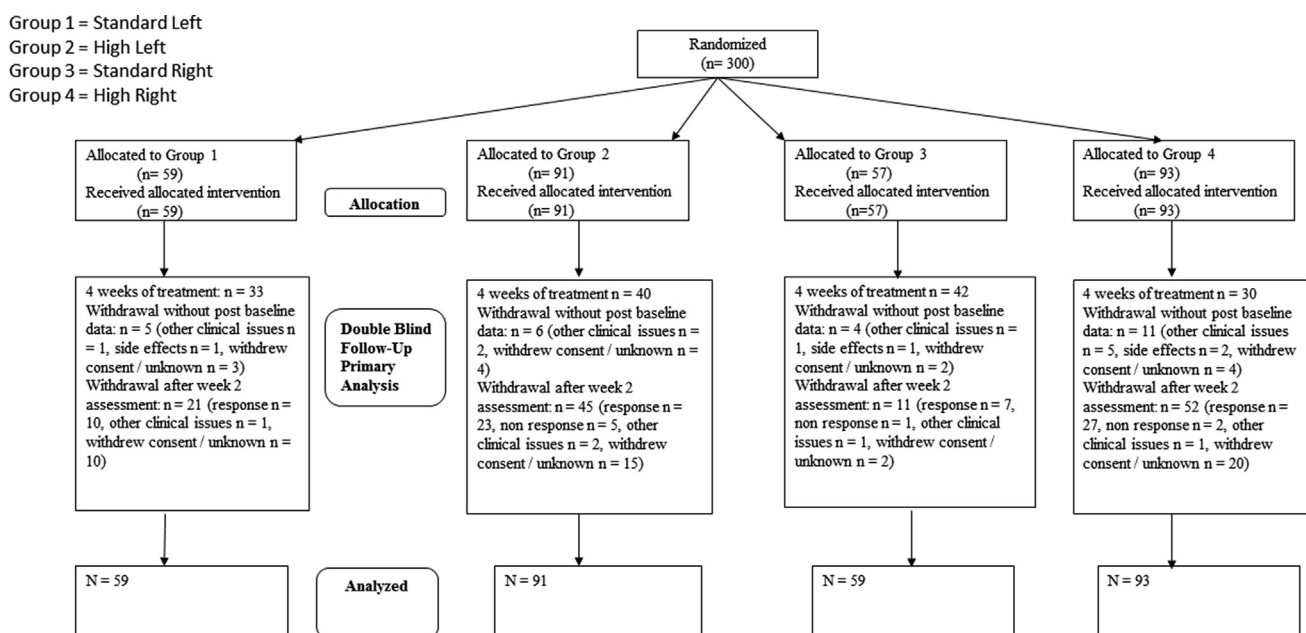 Group 1 = Standard Left
Group 2 = High Left
Group 3 = Standard Right
Group 4 = High Right
Randomized
(n= 300)
Allocated to Group 1
(n= 59)
Received allocated intervention
(n= 59)
Allocation
Allocated to Group 2
(n= 91)
Received allocated intervention
(n= 91)
Allocated to Group 3
(n= 57)
Received allocated intervention
(n=57)
Allocated to Group 4
(n= 93)
Received allocated intervention
(n= 93)
4 weeks of treatment: n = 33
Withdrawal without post baseline
data: n = 5 (other clinical issues n
= 1, side effects n = 1, withdrew
consent / unknown n = 3)
Withdrawal after week 2
assessment: n = 21 (response n =
10, other clinical issues n = 1,
withdrew consent / unknown n =
10)
Double Blind
Follow-Up
Primary
Analysis
4 weeks of treatment n = 40
Withdrawal without post baseline
data: n = 6 (other clinical issues n =
2, withdrew consent / unknown n =
4)
Withdrawal after week 2
assessment: n = 45 (response n =
23, non response n = 5, other
clinical issues n = 2, withdrew
consent / unknown n = 15)
4 weeks of treatment n = 42
Withdrawal without post baseline
data: n = 4 (other clinical issues n =
1, side effects n = 1, withdrew
consent / unknown n = 2)
Withdrawal after week 2
assessment: n = 11 (response n = 7,
non response n = 1, other clinical
issues n = 1, withdrew consent /
unknown n = 2)
4 weeks of treatment n = 30
Withdrawal without post baseline
data: n = 11 (other clinical issues
n = 5, side effects n = 2, withdrew
consent / unknown n = 4)
Withdrawal after week 2
assessment: n = 52 (response n =
27, non response n = 2, other
clinical issues n = 1, withdrew
consent / unknown n = 20)
N = 59
Analyzed
N = 91
N = 59
N = 93